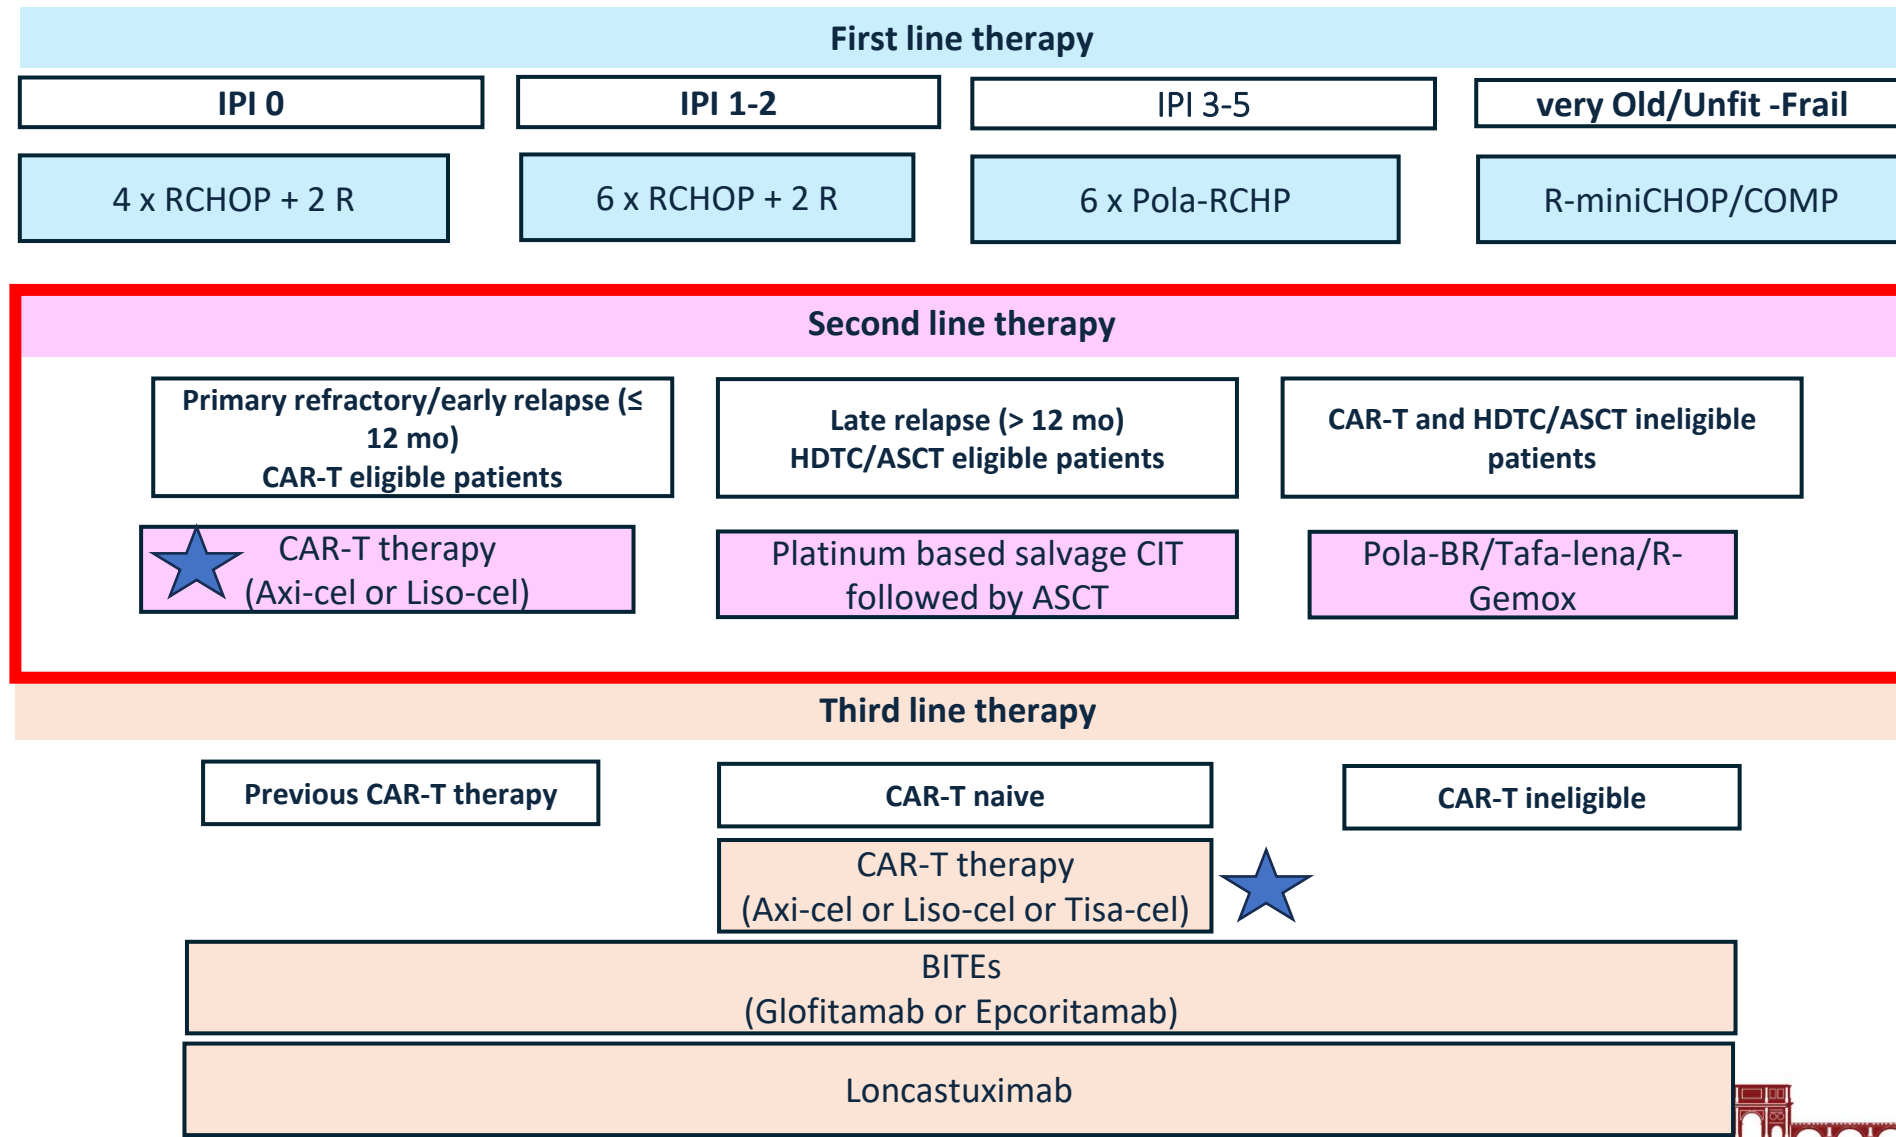 First line therapy
IPI 0
IPI 1-2
IPI 3-5
very Old/Unfit -Frail
4 x RCHOP + 2 R
6 x RCHOP + 2 R
6 x Pola-RCHP
R-miniCHOP/COMP
Second line therapy
Primary refractory/early relapse (≤
12 mo)
CAR-T eligible patients
Late relapse (> 12 mo)
HDTC/ASCT eligible patients
CAR-T and HDTC/ASCT ineligible
patients
CAR-T therapy
(Axi-cel or Liso-cel)
Platinum based salvage CIT
followed by ASCT
Pola-BR/Tafa-lena/R-
Gemox
Third line therapy
Previous CAR-T therapy
CAR-T naive
CAR-T ineligible
CAR-T therapy
(Axi-cel or Liso-cel or Tisa-cel)
BITEs
(Glofitamab or Epcoritamab)
Loncastuximab